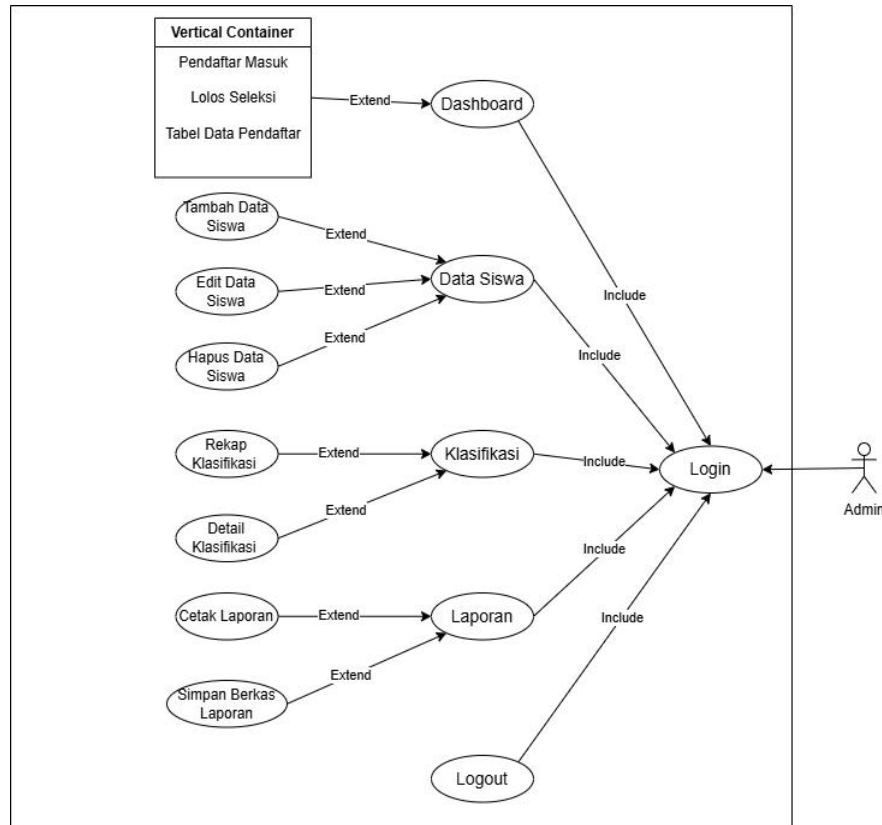 Vertical Container
Pendaftar Masuk
Lolos Seleksi
Tabel Data Pendaftar
Extend
Dashboard
Tambah Data
Siswa
Extend
Edit Data
Siswa
Extend
Data Siswa
Include
Hapus Data
Siswa
Extend
Include
Rekap
Klasifikasi
Extend
Klasifikasi
Include
Login
Admin
Detail
Klasifikasi
Extend
Include
Cetak Laporan
Extend
Laporan
Include
Simpan Berkas
Laporan
Extend
Logout